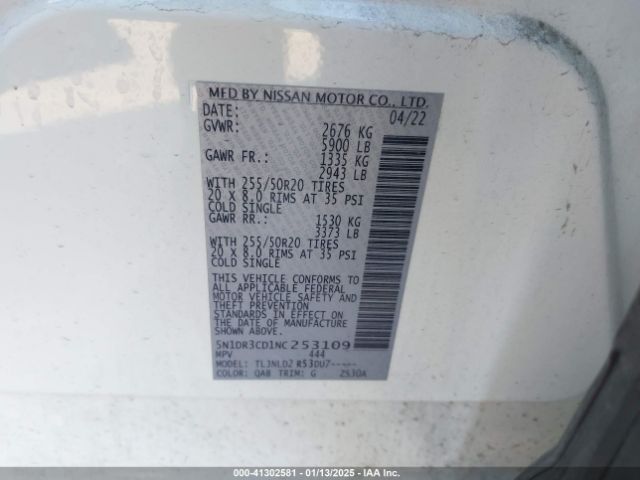 MFD BY NISSAN MOTOR CO., LTD.
DATE: 04/22
GVWR: 2676 KG
5900 LB
GAWR FR.: 1335 KG
2943 LB
WITH 255/50R20 TIRES
20 X 8.0 RIMS AT 35 PSI
COLD SINGLE
GAWR RR.: 1530 KG
3373 LB
WITH 255/50R20 TIRES
20 X 8.0 RIMS AT 35 PSI
COLD SINGLE
THIS VEHICLE CONFORMS TO
ALL APPLICABLE FEDERAL
MOTOR VEHICLE SAFETY AND
THEFT PREVENTION
STANDARDS IN EFFECT ON
THE DATE OF MANUFACTURE
SHOWN ABOVE.
5N1DR3CD1NC253109
MPV 444
MODEL: TL3NLDZ R53DU7-----
COLOR: QAB TRIM: G ZS30A
000-41302581 - 01/13/2025 - IAA Inc.